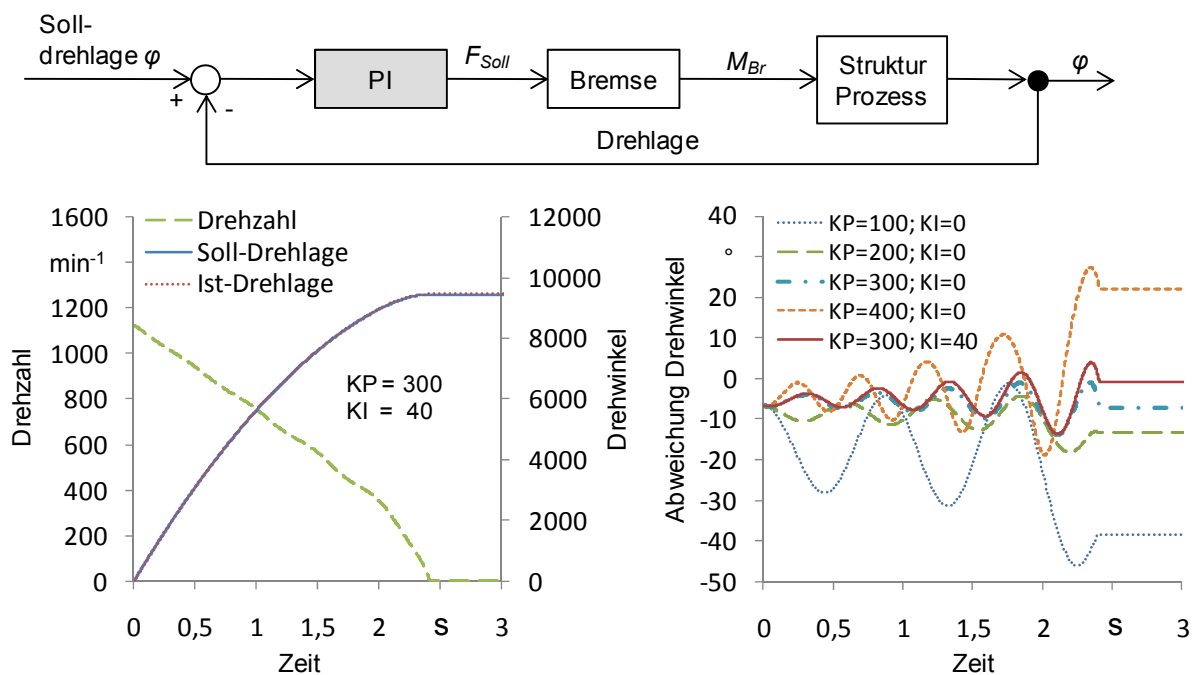 Soll-
drehlage φ
+
-
PI
F_Soll
Bremse
M_Br
Struktur
Prozess
φ
Drehlage
1600
min⁻¹
1200
1000
800
600
400
200
0
Drehzahl
Drehzahl
Soll-Drehlage
Ist-Drehlage
KP = 300
KI = 40
12000
10000
8000
6000
4000
2000
0
Drehwinkel
0 0,5 1 1,5 2 s 3
Zeit
40
°
20
10
0
-10
-20
-30
-40
-50
Abweichung Drehwinkel
KP=100; KI=0
KP=200; KI=0
KP=300; KI=0
KP=400; KI=0
KP=300; KI=40
0 0,5 1 1,5 2 s 3
Zeit